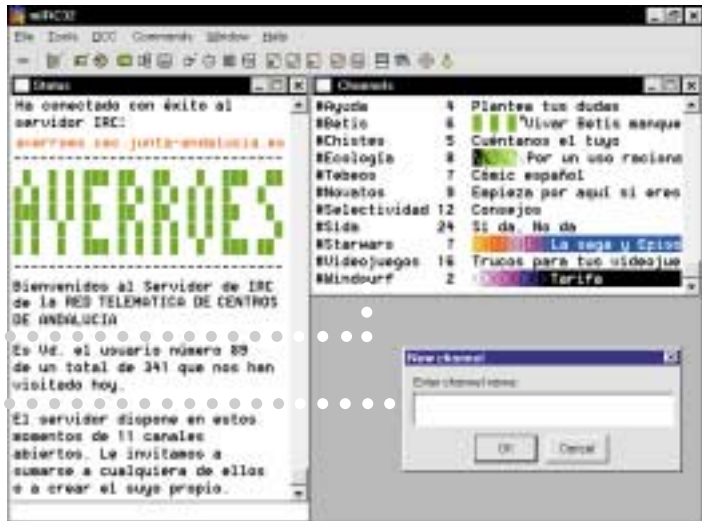 mIRC32
File Tools DCC Commands Window Help
Status
Ha conectado con éxito al
servidor IRC:
averroes.cec.junta-andalucia.es
AVERROES
Bienvenidos al Servidor de IRC
de la RED TELEMATICA DE CENTROS
DE ANDALUCIA
Es Vd. el usuario número 89
de un total de 341 que nos han
visitado hoy.
El servidor dispone en estos
momentos de 11 canales
abiertos. Le invitamos a
sumarse a cualquiera de ellos
o a crear el suyo propio.
Channels
#Ayuda 4 Plantea tus dudas
#Betis 6 "Vivar Betis manque
#Chistes 5 Cuéntanos el tuyo
#Ecología 8 Por un uso raciona
#Tebeos 7 Cómic español
#Novatos 9 Empieza por aquí si eres
#Selectividad 12 Consejos
#Sida 24 Si da, No da
#Starwars 7 La saga y Episo
#Videojuegos 16 Trucos para tus videojue
#Windsurf 2 Tarifa
New channel
Enter channel name:
OK Cancel